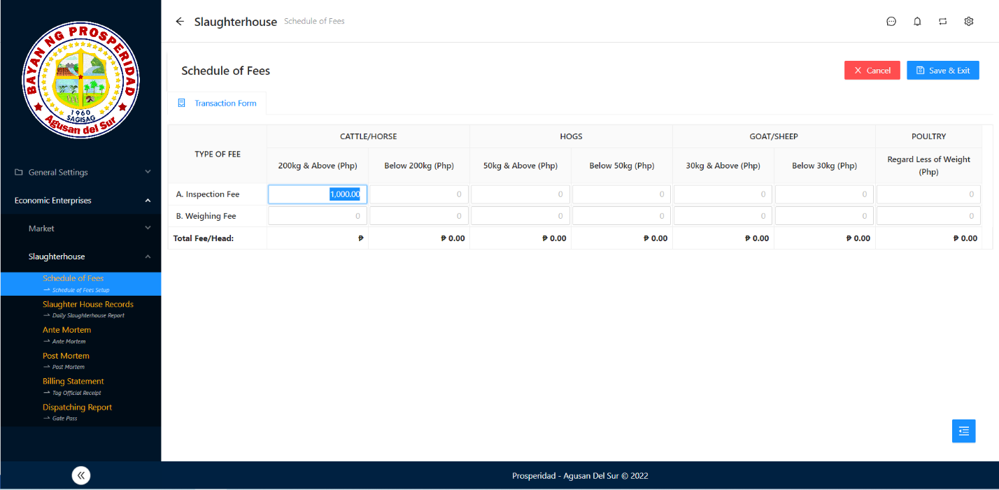 BAYAN NG PROSPERIDAD
1960
SAGISAG
Agusan del Sur
General Settings
Economic Enterprises
Market
Slaughterhouse
Schedule of Fees
Schedule of Fees Setup
Slaughter House Records
Daily Slaughterhouse Report
Ante Mortem
Ante Mortem
Post Mortem
Post Mortem
Billing Statement
Tag Official Receipt
Dispatching Report
Gate Pass
Slaughterhouse Schedule of Fees
Schedule of Fees
Cancel
Save & Exit
Transaction Form
TYPE OF FEE
CATTLE/HORSE HOGS GOAT/SHEEP POULTRY
200kg & Above (Php) Below 200kg (Php) 50kg & Above (Php) Below 50kg (Php) 30kg & Above (Php) Below 30kg (Php) Regard Less of Weight
(Php)
A. Inspection Fee 1,000.00 0 0 0 0 0 0
B. Weighing Fee 0 0 0 0 0 0 0
Total Fee/Head: ₱ ₱ 0.00 ₱ 0.00 ₱ 0.00 ₱ 0.00 ₱ 0.00 ₱ 0.00
Prosperidad - Agusan Del Sur © 2022